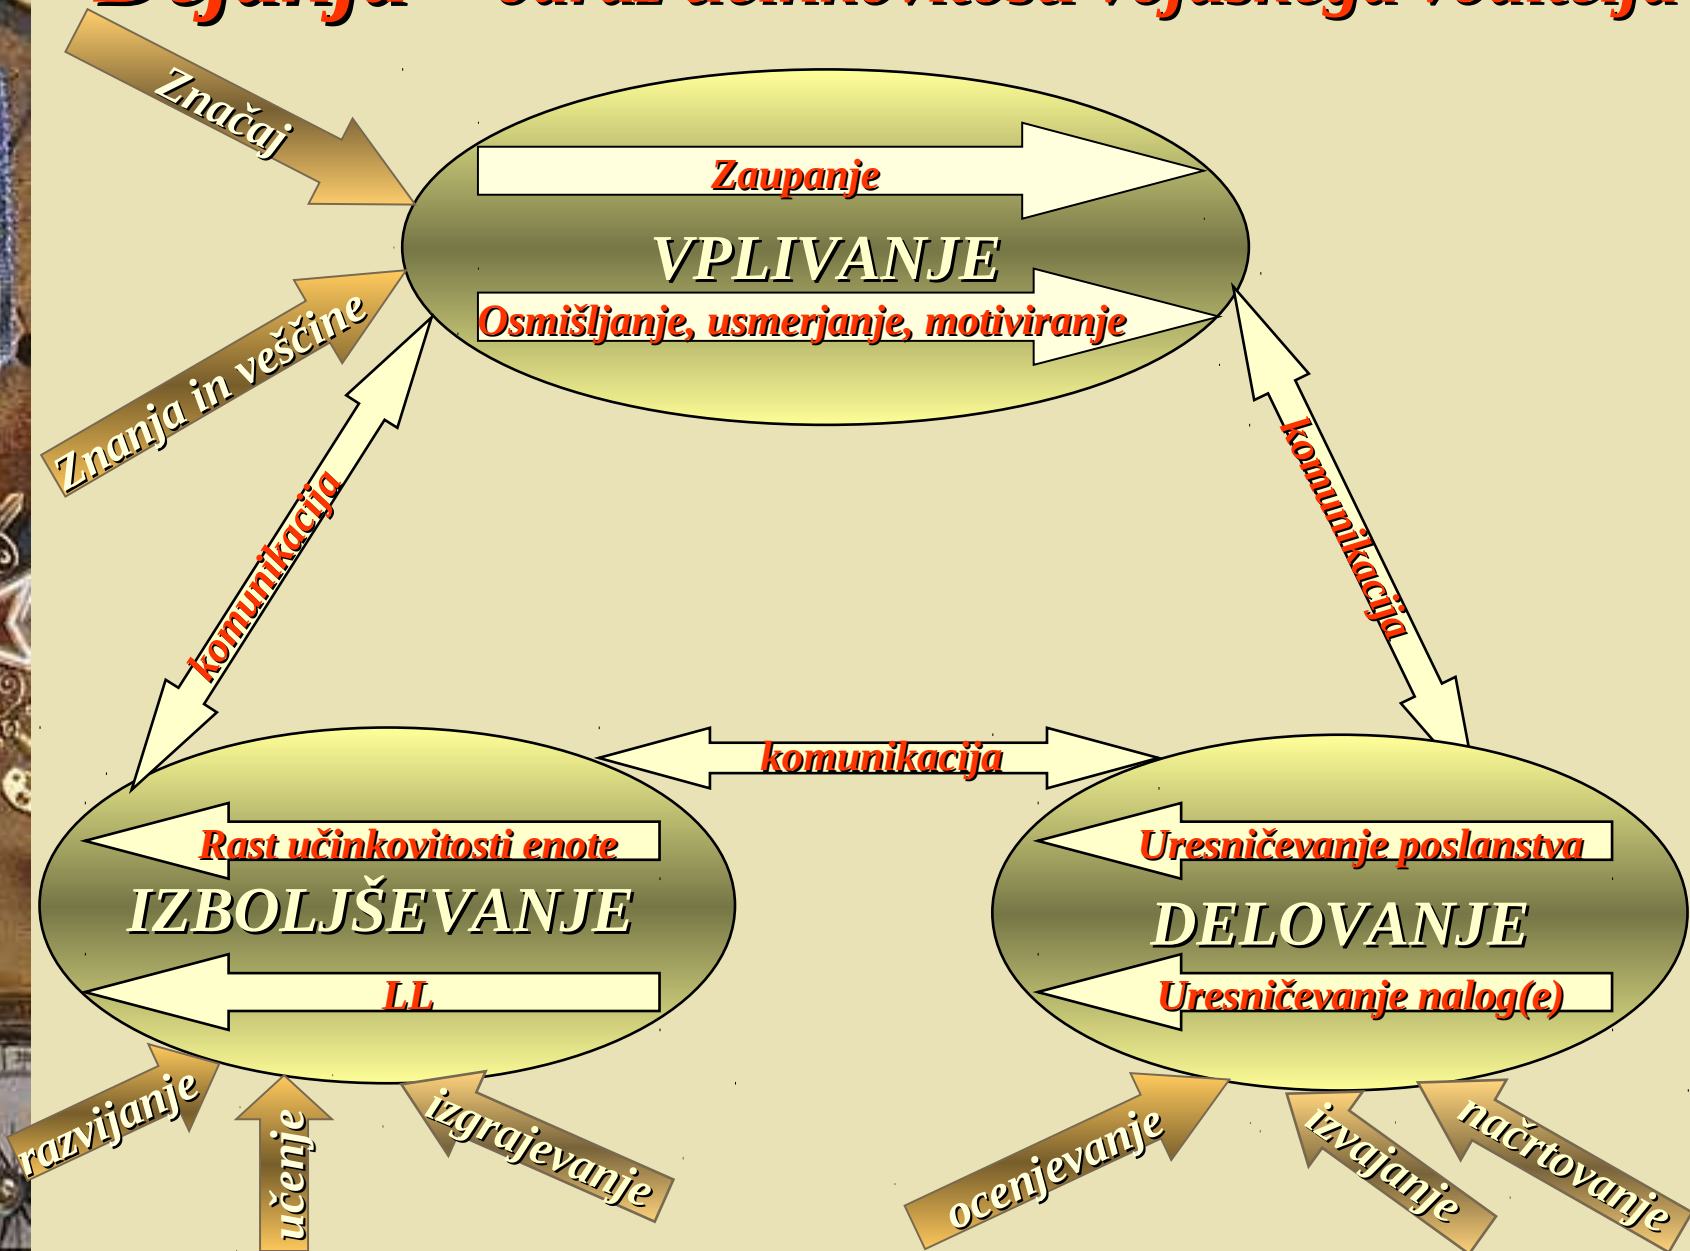 Značaj
Zaupanje
VPLIVANJE
Osmišljanje, usmerjanje, motiviranje
Znanja in veščine
komunikacija
komunikacija
komunikacija
Rast učinkovitosti enote
IZBOLJŠEVANJE
LL
Uresničevanje poslanstva
DELOVANJE
Uresničevanje nalog(e)
razvijanje
učenje
izgrajevanje
ocenjevanje
izvajanje
načrtovanje